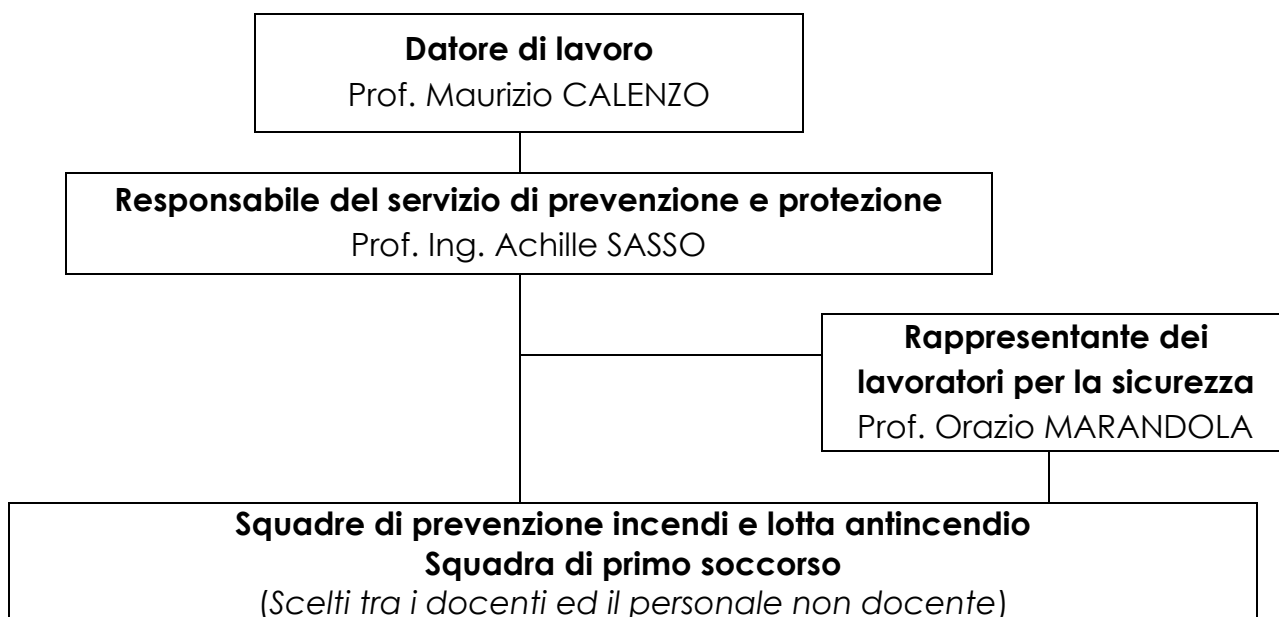 Datore di lavoro
Prof. Maurizio CALENZO
Responsabile del servizio di prevenzione e protezione
Prof. Ing. Achille SASSO
Rappresentante dei
lavoratori per la sicurezza
Prof. Orazio MARANDOLA
Squadre di prevenzione incendi e lotta antincendio
Squadra di primo soccorso
(Scelti tra i docenti ed il personale non docente)